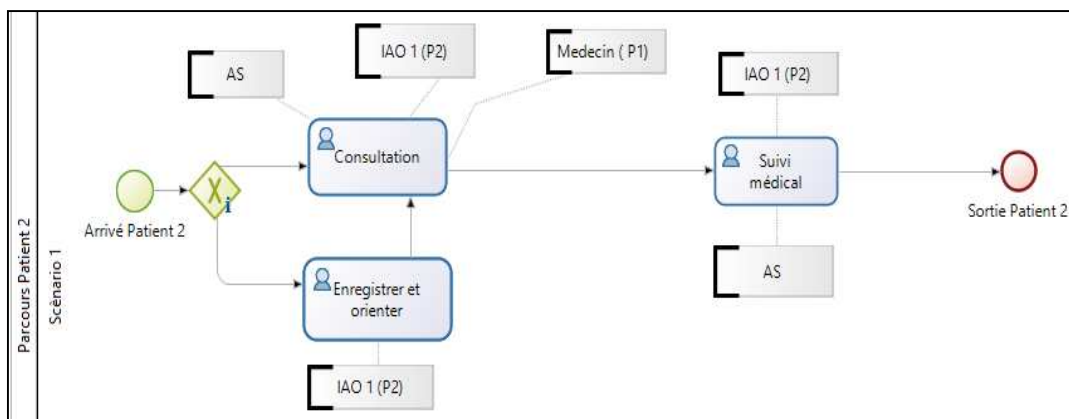 Parcours Patient 2
Scènario 1
AS
IAO 1 (P2)
Medecin ( P1)
IAO 1 (P2)
Consultation
Suivi
médical
X
i
Arrivé Patient 2
Sortie Patient 2
Enregistrer et
orienter
AS
IAO 1 (P2)